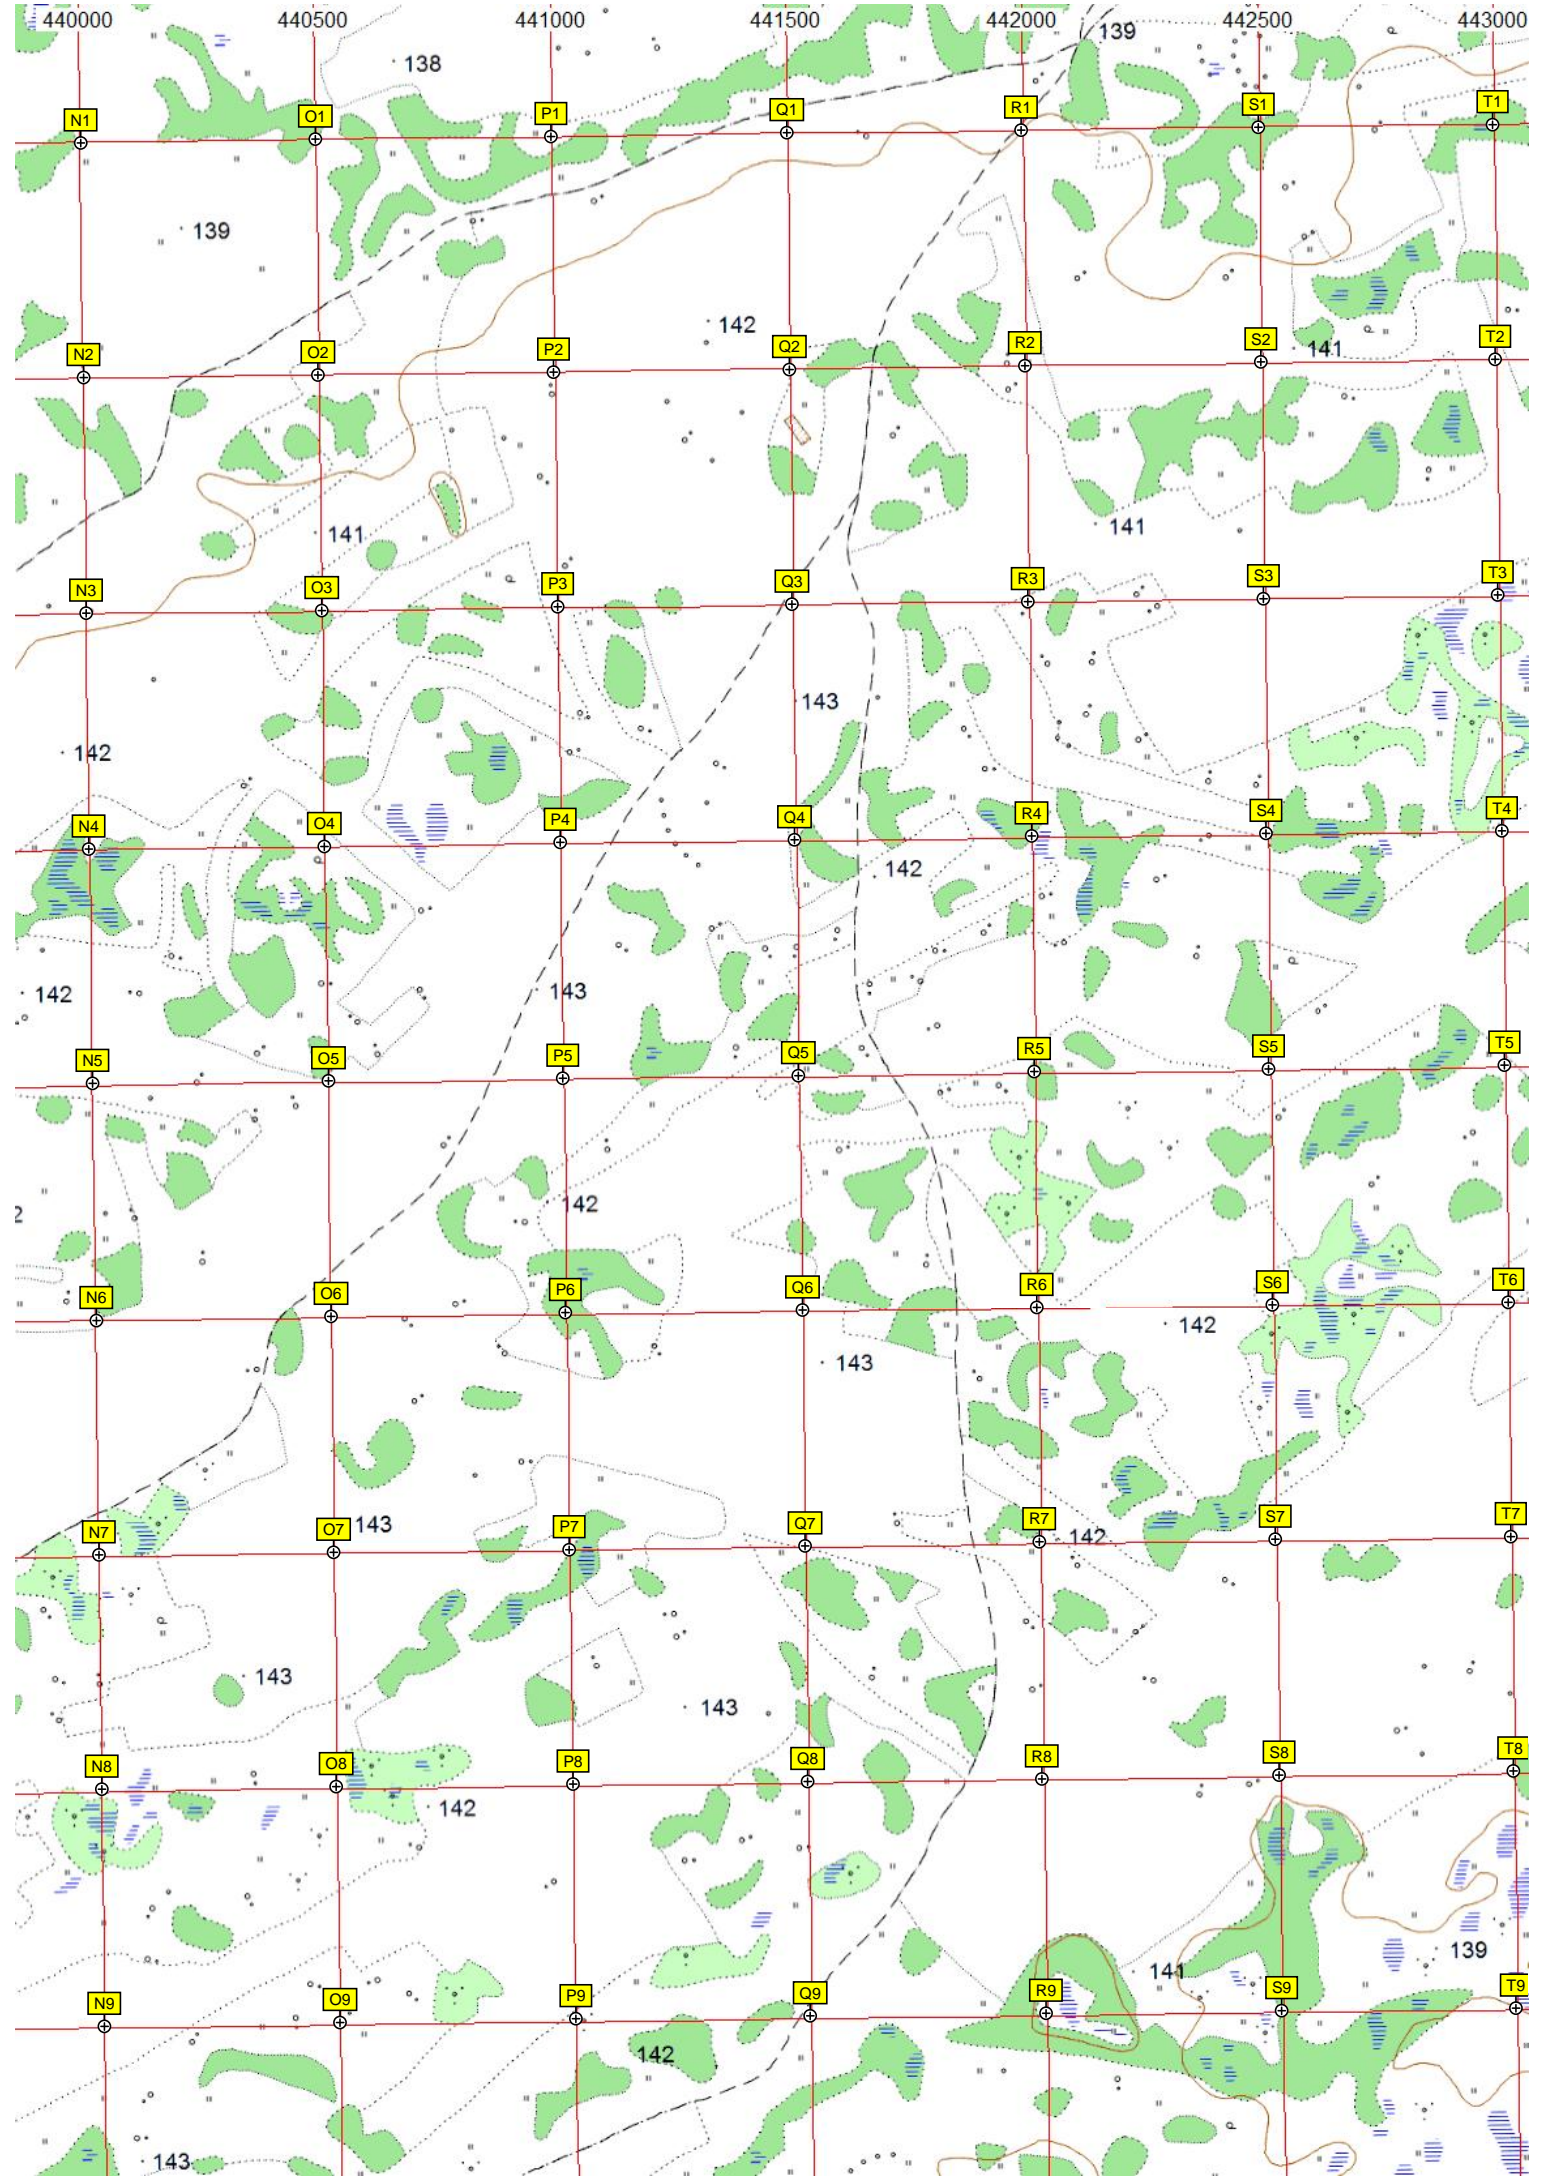 440000 440500 441000 441500 442000 442500 443000
139
138
N1 O1 P1 Q1 R1 S1 T1
139
142
141
N2 O2 P2 Q2 R2 S2 T2
141
141
N3 O3 P3 Q3 R3 S3 T3
143
142
N4 O4 P4 Q4 R4 S4 T4
142
142
143
N5 O5 P5 Q5 R5 S5 T5
142
2
N6 O6 P6 Q6 R6 S6 T6
142
143
N7 O7 P7 Q7 R7 S7 T7
143
142
143
143
N8 O8 P8 Q8 R8 S8 T8
142
139
141
N9 O9 P9 Q9 R9 S9 T9
142
143